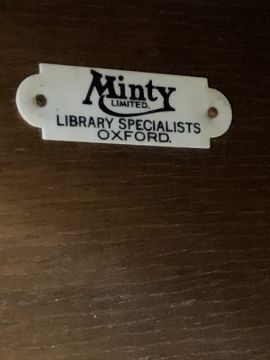 Minty
LIMITED.
LIBRARY SPECIALISTS
OXFORD.